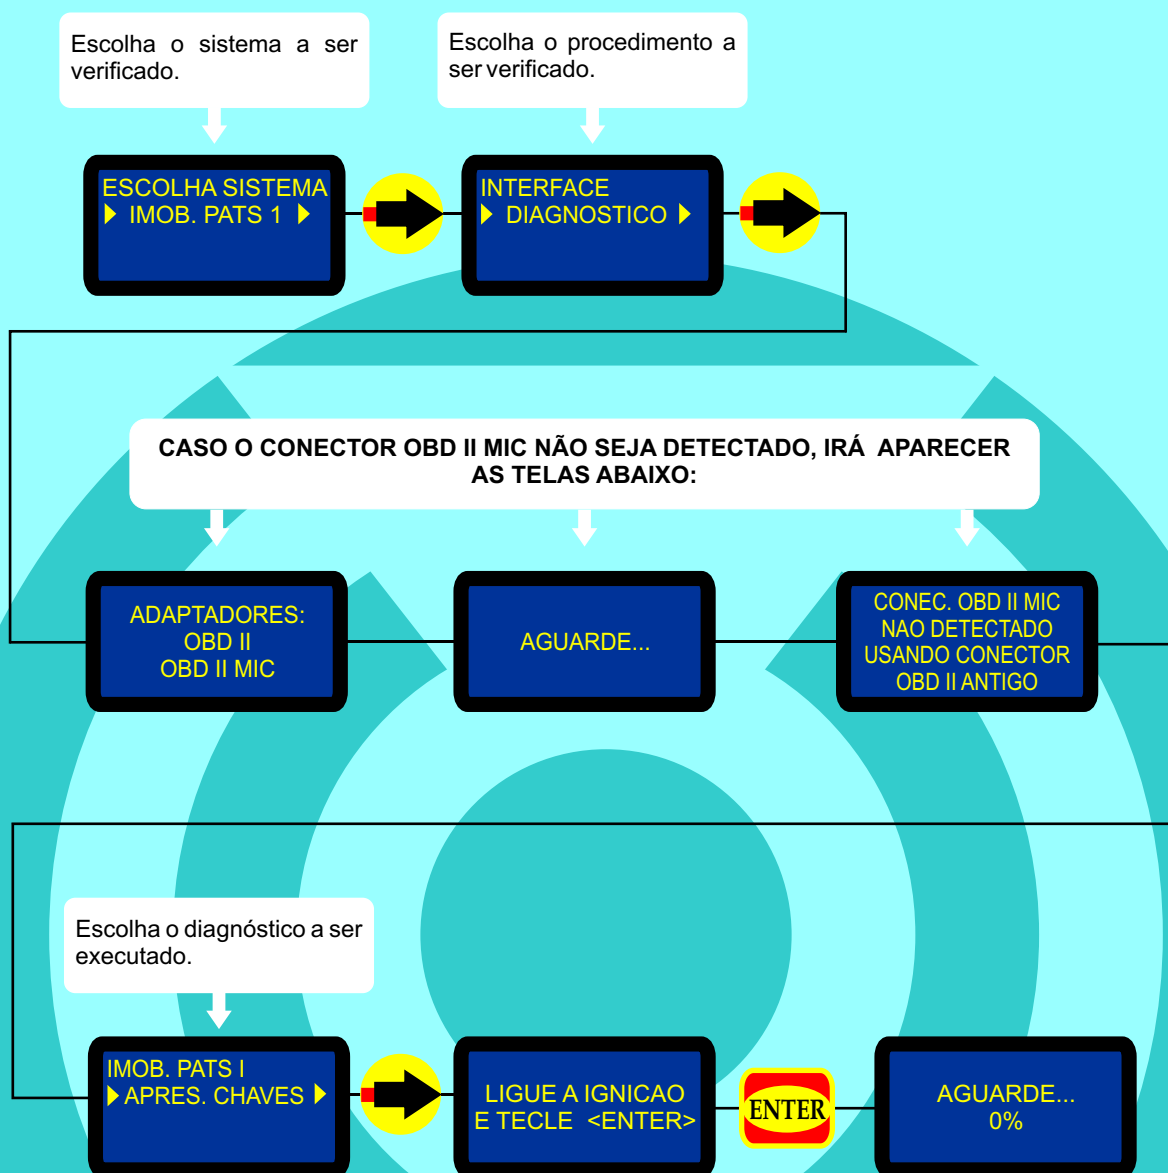 Escolha o sistema a ser
verificado.
Escolha o procedimento a
ser verificado.
ESCOLHA SISTEMA
IMOB. PATS 1
INTERFACE
DIAGNOSTICO
CASO O CONECTOR OBD II MIC NÃO SEJA DETECTADO, IRÁ APARECER
AS TELAS ABAIXO:
ADAPTADORES:
OBD II
OBD II MIC
AGUARDE...
CONEC. OBD II MIC
NAO DETECTADO
USANDO CONECTOR
OBD II ANTIGO
Escolha o diagnóstico a ser
executado.
IMOB. PATS I
APRES. CHAVES
LIGUE A IGNICAO
E TECLE <ENTER>
ENTER
AGUARDE...
0%